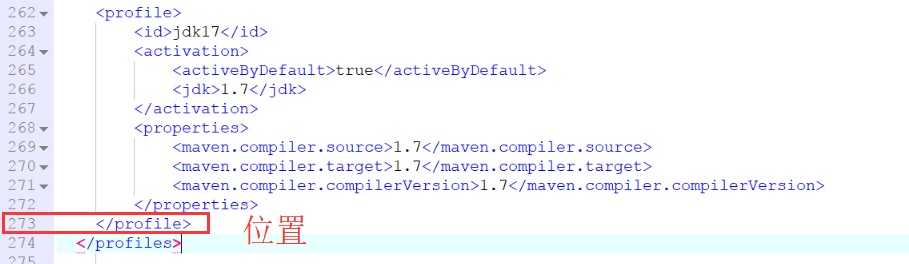 262 <profile>
263 <id>jdk17</id>
264 <activation>
265 <activeByDefault>true</activeByDefault>
266 <jdk>1.7</jdk>
267 </activation>
268 <properties>
269 <maven.compiler.source>1.7</maven.compiler.source>
270 <maven.compiler.target>1.7</maven.compiler.target>
271 <maven.compiler.compilerVersion>1.7</maven.compiler.compilerVersion>
272 </properties>
273 </profile> 位置
274 </profiles>
275